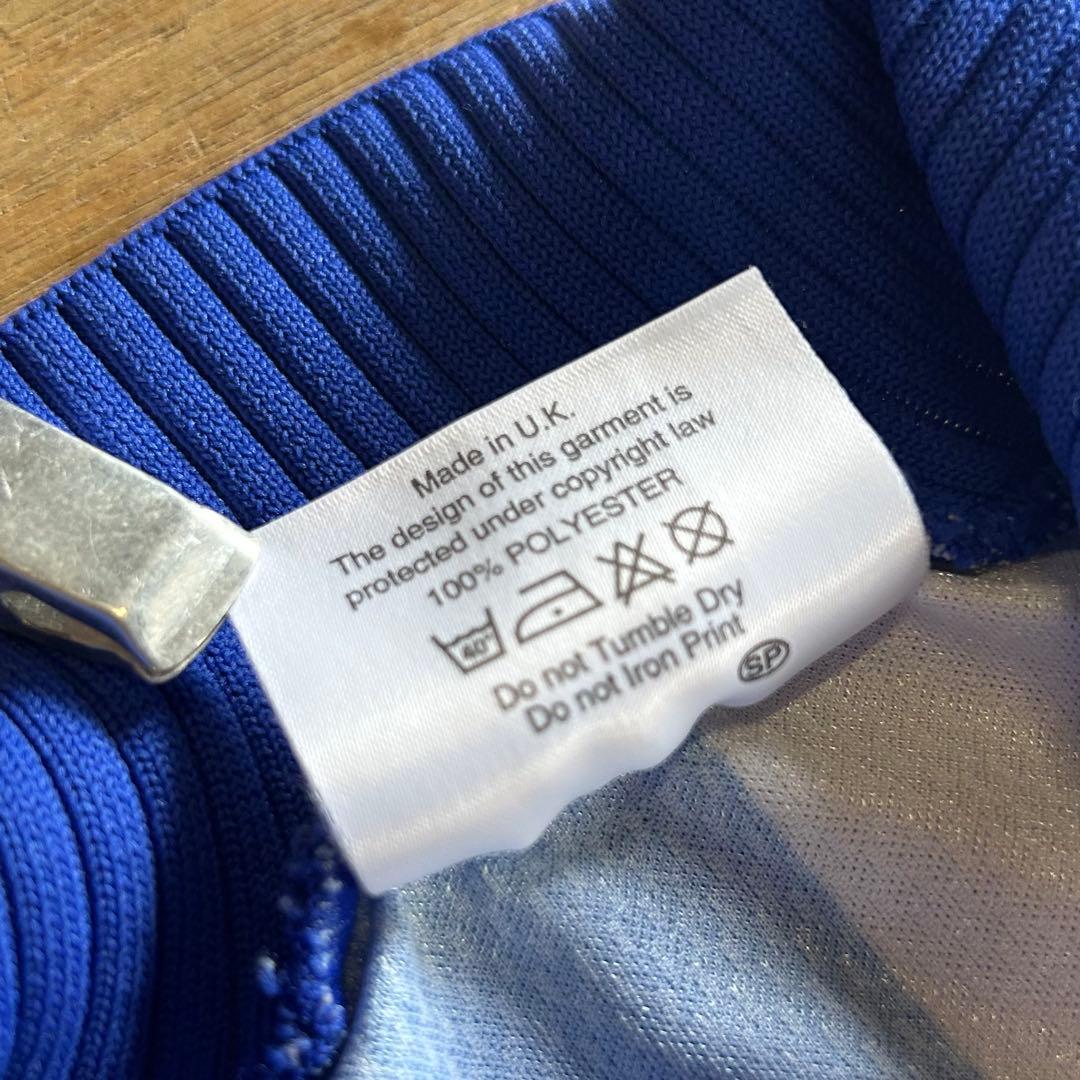 Made in U.K.
The design of this garment is
protected under copyright law
100% POLYESTER
40°
Do not Tumble Dry
Do not Iron Print
SP